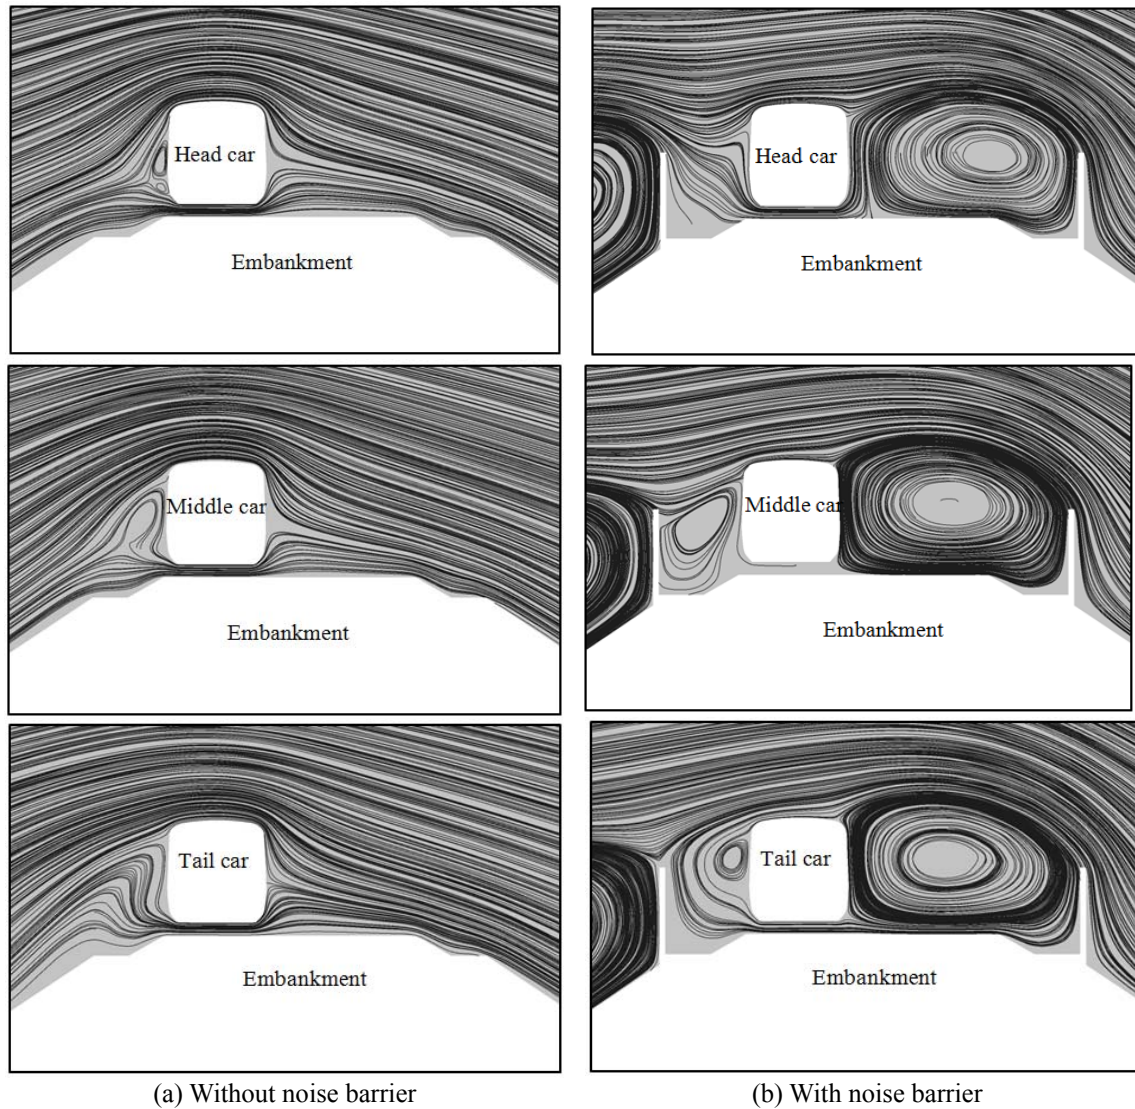 Head car
Embankment
Head car
Embankment
Middle car
Embankment
Middle car
Embankment
Tail car
Embankment
Tail car
Embankment
(a) Without noise barrier
(b) With noise barrier